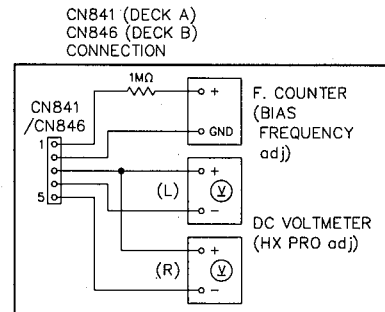 CN841 (DECK A)
CN846 (DECK B)
CONNECTION
1MΩ
CN841
/CN846
1
5
+
GND
F. COUNTER
(BIAS
FREQUENCY
adj)
(L)
+
V
−
DC VOLTMETER
(HX PRO adj)
(R)
+
V
−